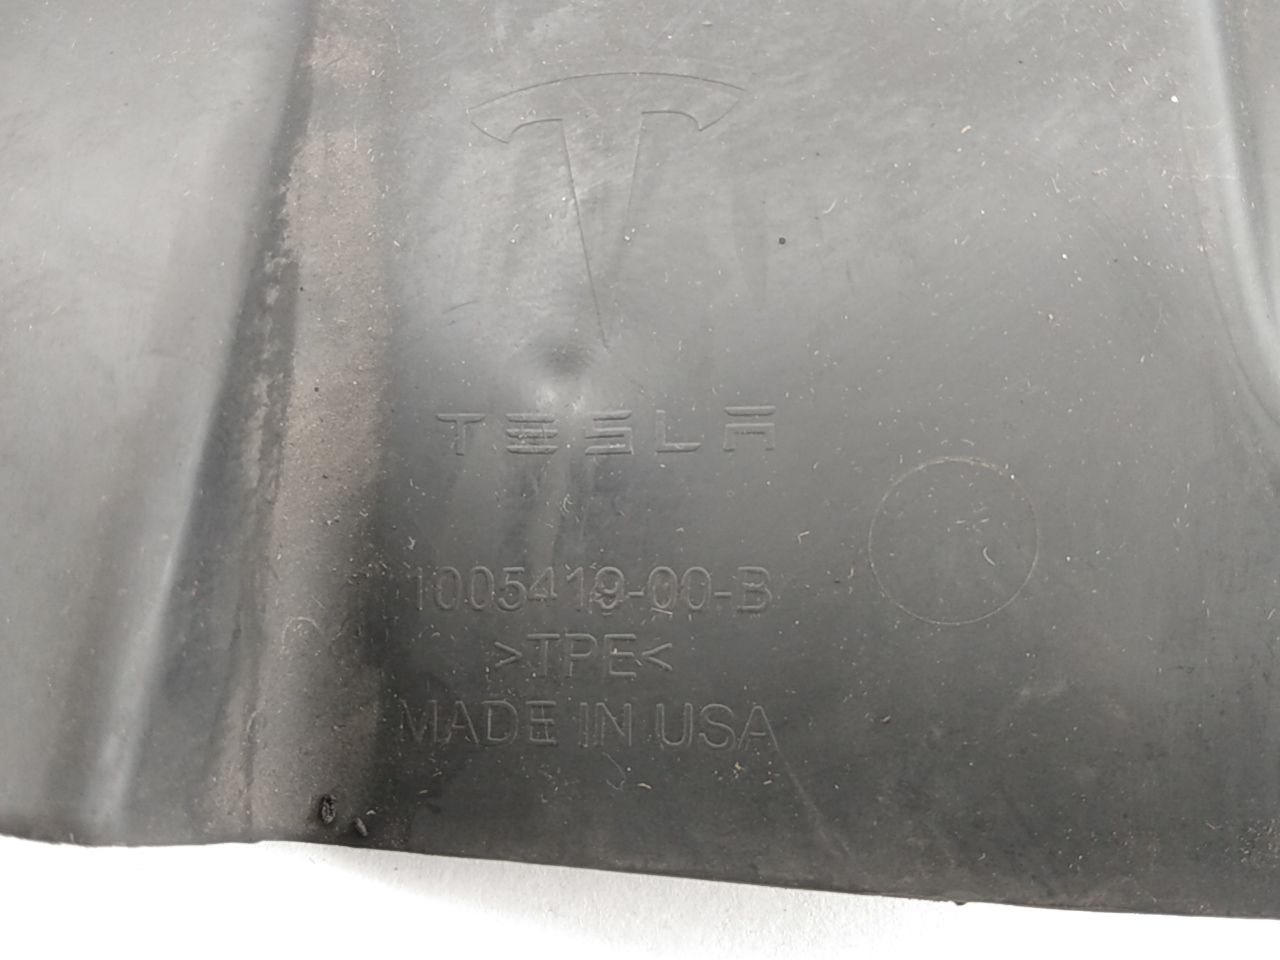 TESLA
1005419-00-B
>TPE<
MADE IN USA